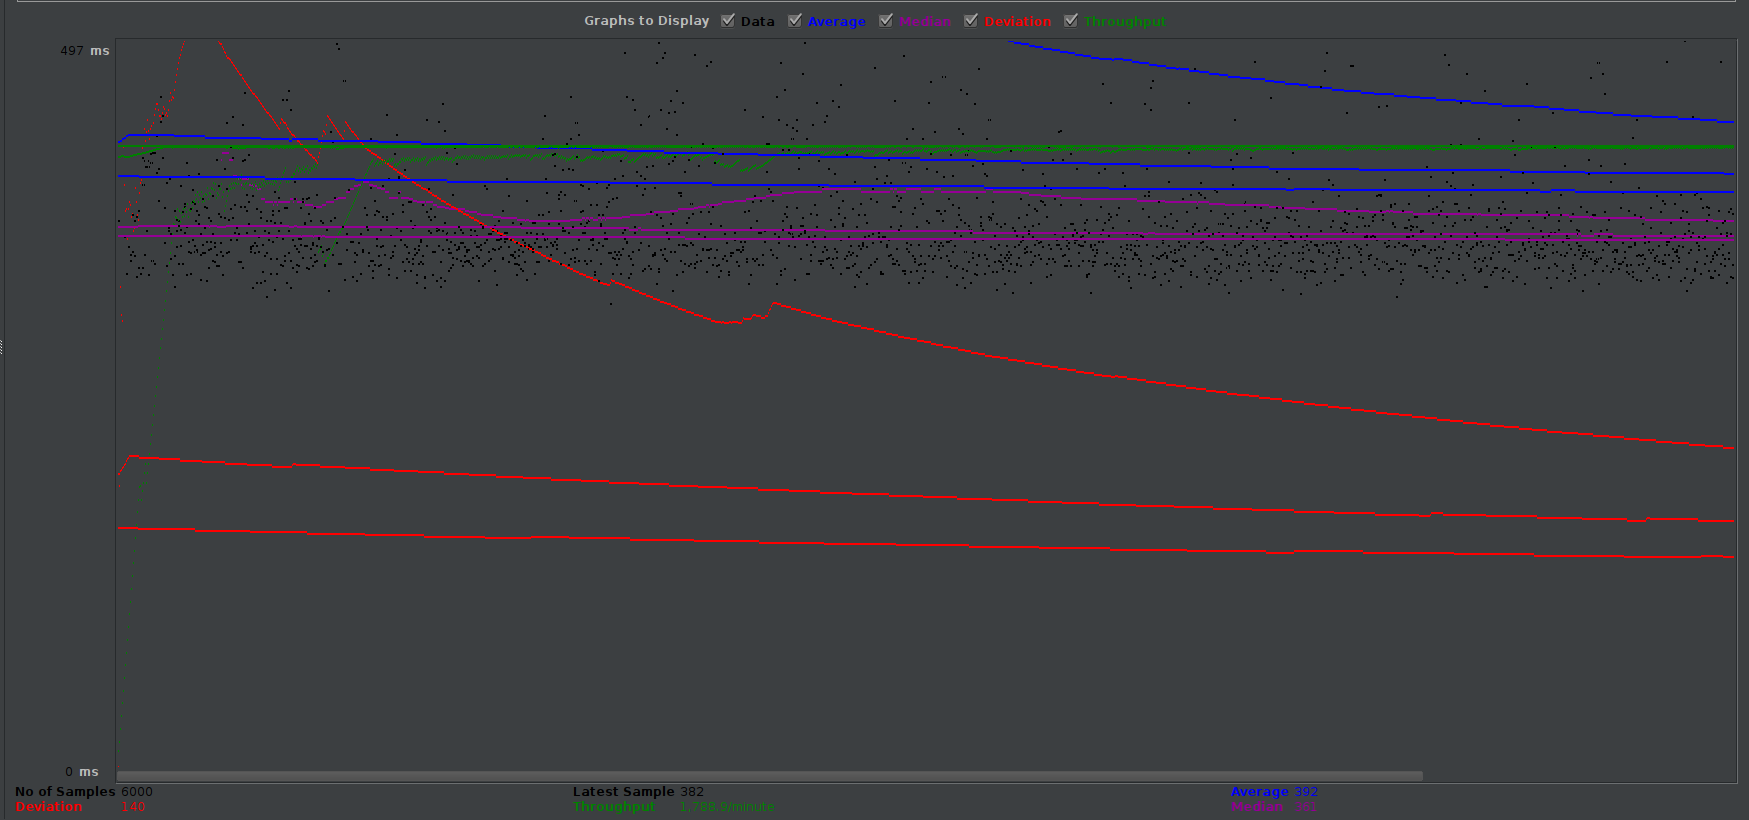 Graphs to Display Data Average Median Deviation Throughput
497 ms
0 ms
No of Samples 6000 Latest Sample 382 Average 392
Deviation 140 Throughput 1,788.9/minute Median 381